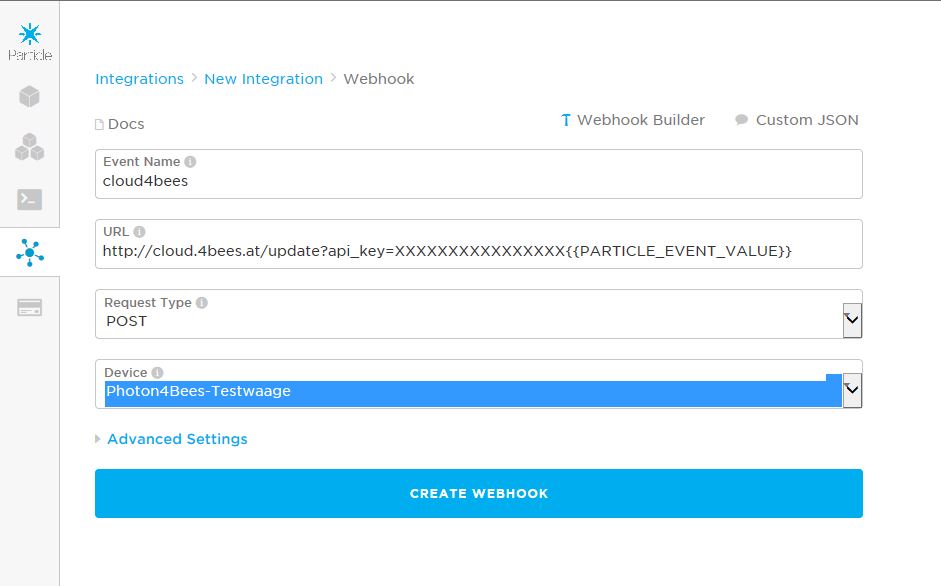 Particle
Integrations > New Integration > Webhook
Docs
Webhook Builder
Custom JSON
Event Name
cloud4bees
URL
http://cloud.4bees.at/update?api_key=XXXXXXXXXXXXXXXX{{PARTICLE_EVENT_VALUE}}
Request Type
POST
Device
Photon4Bees-Testwaage
Advanced Settings
CREATE WEBHOOK